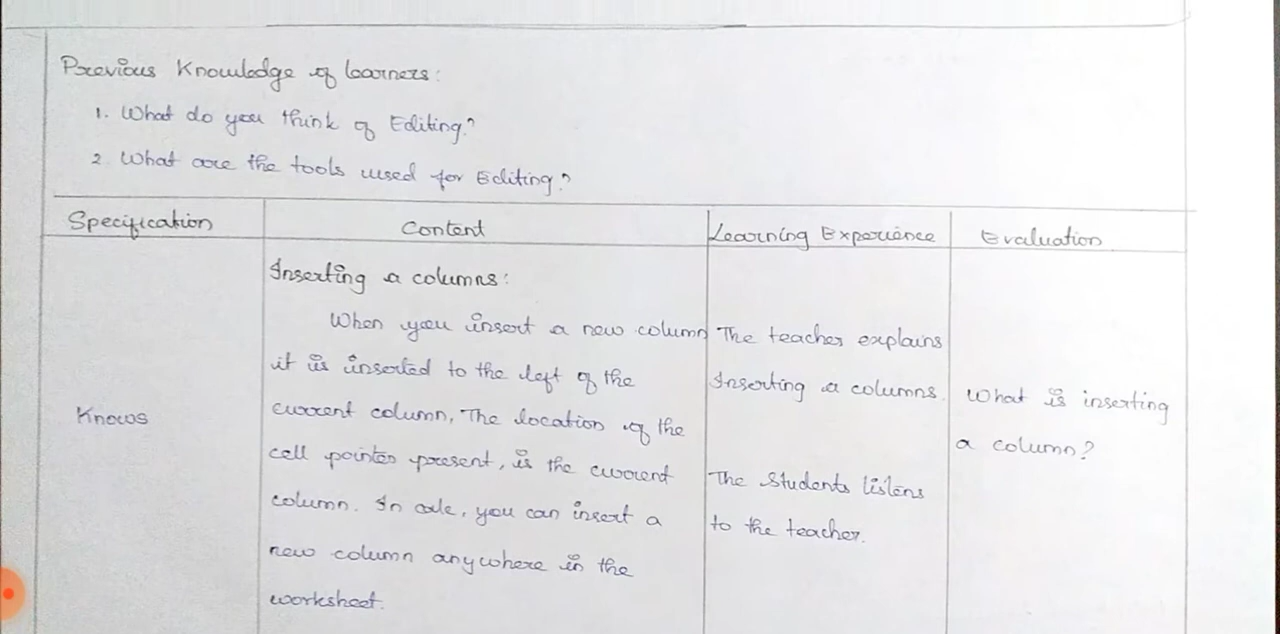 Previous Knowledge of learners:
1. What do you think of Editing?
2. What are the tools used for Editing?
Specification
Content
Learning Experience
Evaluation
Knows
Inserting a columns:
When you insert a new column
it is inserted to the left of the
current column, The location of the
cell pointer present, is the current
column. In calc, you can insert a
new column anywhere in the
worksheet.
The teacher explains
Inserting a columns.
The Students listens
to the teacher.
What is inserting
a column?